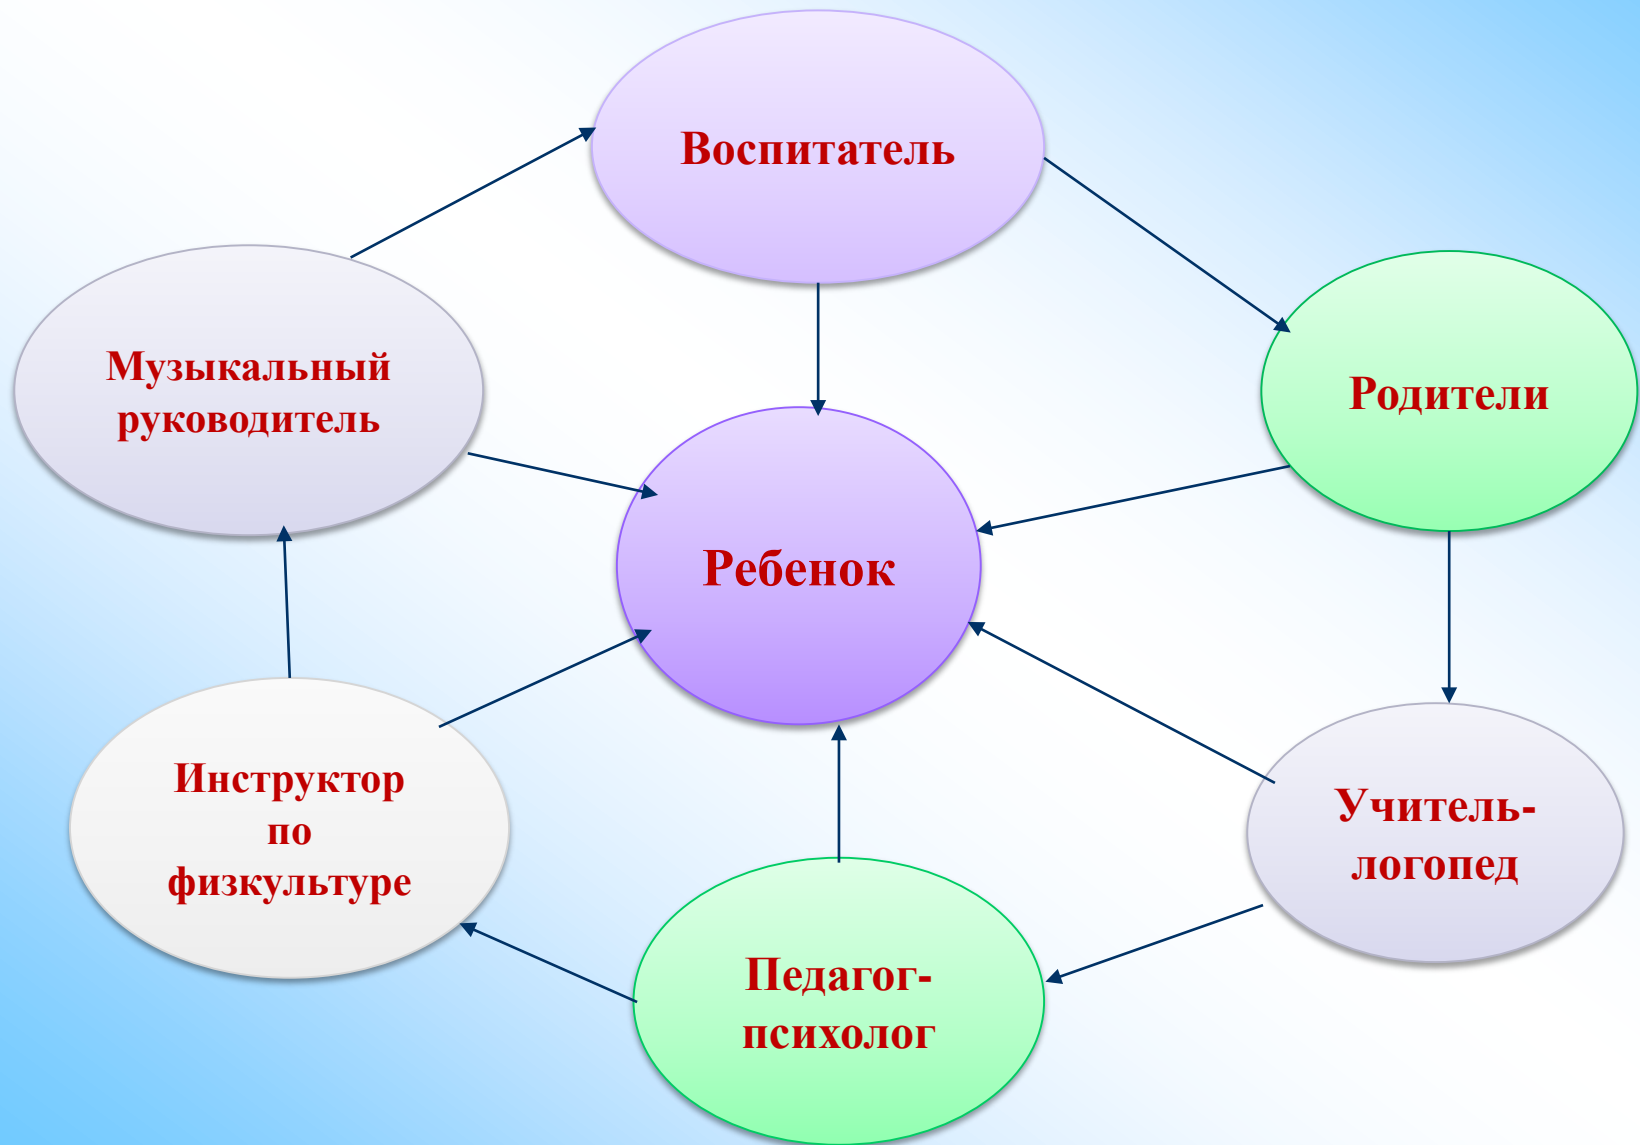 Воспитатель
Музыкальный
руководитель
Родители
Ребенок
Инструктор
по
физкультуре
Учитель-
логопед
Педагог-
психолог